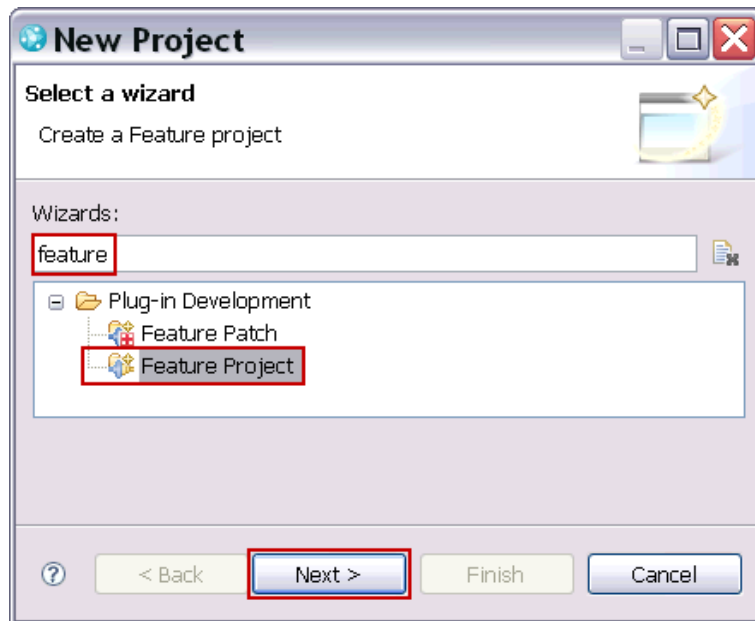 New Project
Select a wizard
Create a Feature project
Wizards:
feature
Plug-in Development
Feature Patch
Feature Project
? < Back Next > Finish Cancel